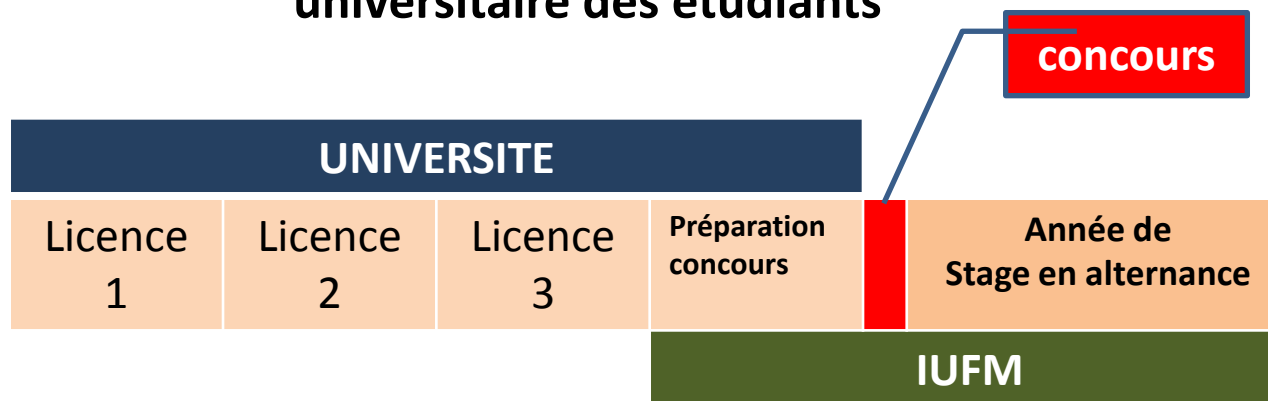 universitaire des étudiants
concours
UNIVERSITE
Licence
1
Licence
2
Licence
3
Préparation
concours
Année de
Stage en alternance
IUFM